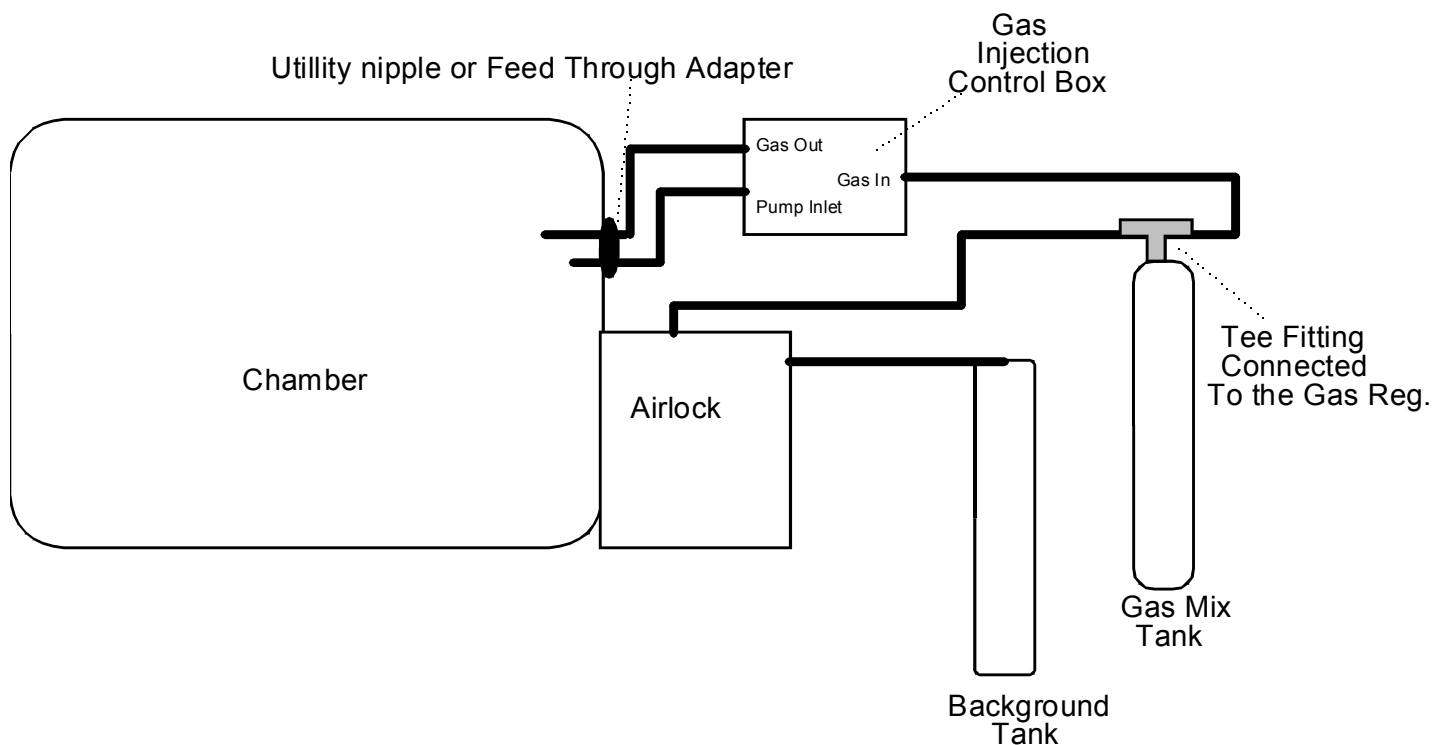 Gas
Injection
Control Box
Utillity nipple or Feed Through Adapter
Gas Out
Gas In
Pump Inlet
Tee Fitting
Connected
To the Gas Reg.
Chamber
Airlock
Gas Mix
Tank
Background
Tank